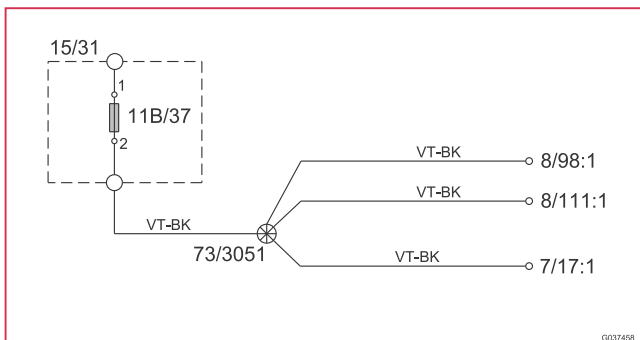 15/31
1
11B/37
2
VT-BK
8/98:1
VT-BK
8/111:1
VT-BK
73/3051
VT-BK
7/17:1
G037458